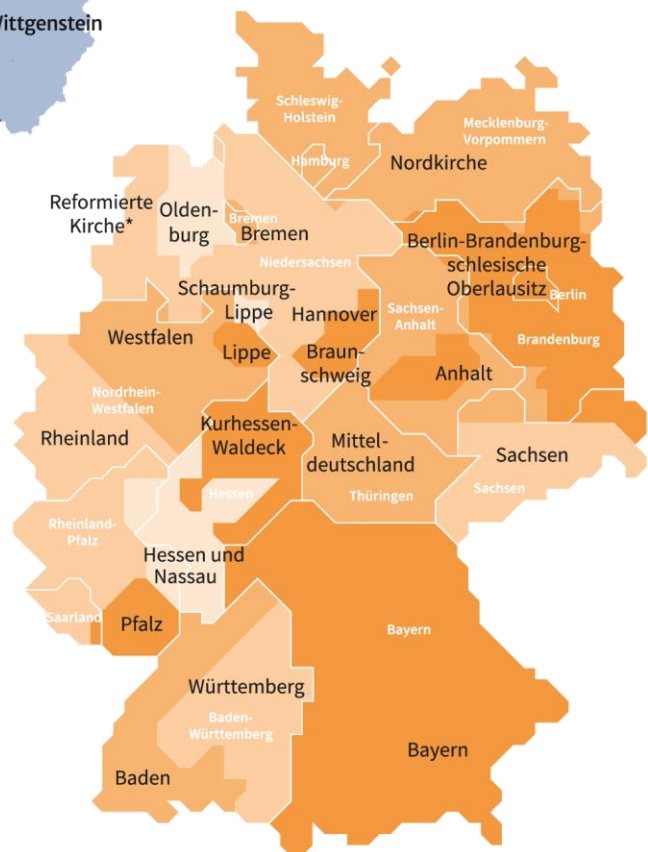 Wittgenstein
Schleswig-
Holstein
Mecklenburg-
Vorpommern
Hamburg
Nordkirche
Reformierte
Kirche*
Olden-
burg
Bremen
Bremen
Berlin-Brandenburg-
schlesische
Oberlausitz
Niedersachsen
Schaumburg-
Lippe
Hannover
Berlin
Sachsen-
Anhalt
Westfalen
Lippe
Braun-
schweig
Brandenburg
Anhalt
Nordrhein-
Westfalen
Rheinland
Kurhessen-
Waldeck
Mittel-
deutschland
Sachsen
Hessen
Thüringen
Sachsen
Rheinland-
Pfalz
Hessen und
Nassau
Saarland
Pfalz
Bayern
Württemberg
Baden-
Württemberg
Bayern
Baden